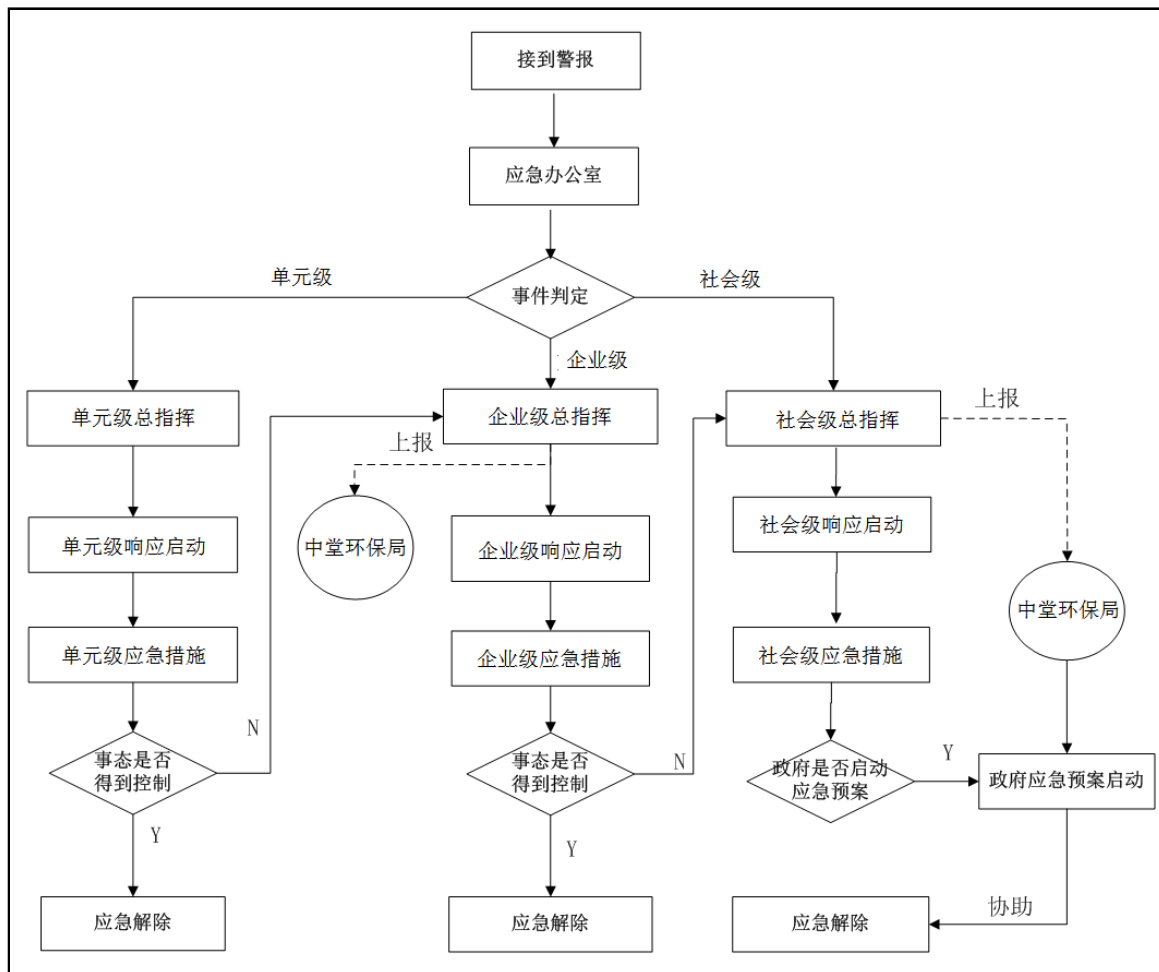 接到警报
应急办公室
单元级
社会级
事件判定
企业级
单元级总指挥
企业级总指挥
社会级总指挥
上报
上报
单元级响应启动
中堂环保局
企业级响应启动
社会级响应启动
中堂环保局
单元级应急措施
企业级应急措施
社会级应急措施
N
事态是否
得到控制
事态是否
得到控制
N
政府是否启动
应急预案
Y
政府应急预案启动
Y
Y
应急解除
应急解除
应急解除
协助